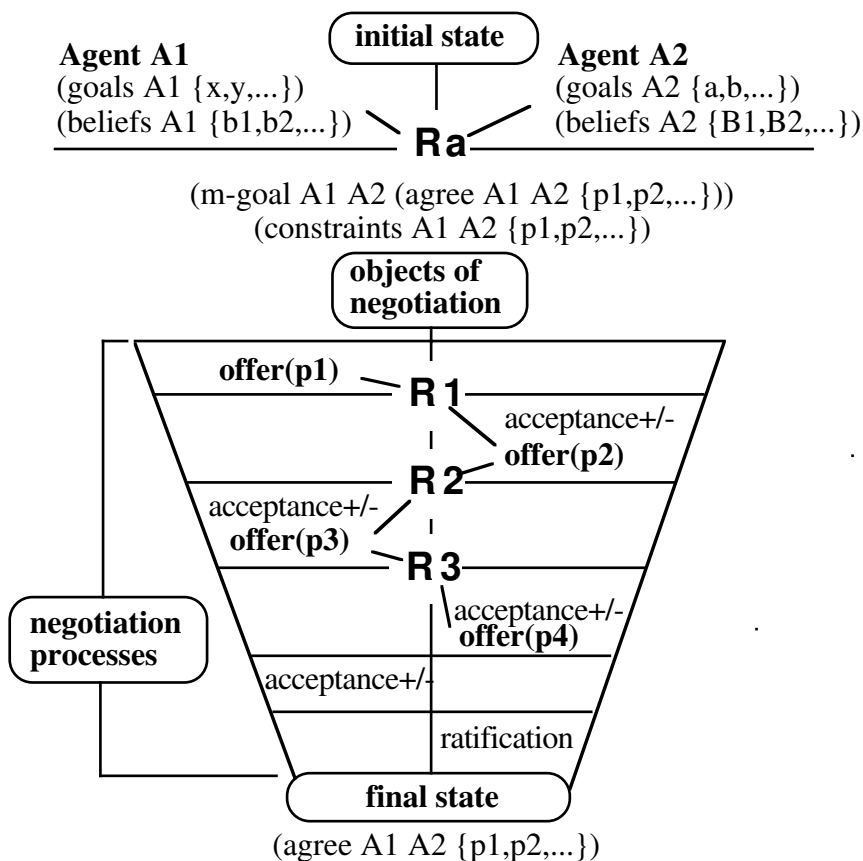 initial state
Agent A1
(goals A1 {x,y,...})
(beliefs A1 {b1,b2,...})
Agent A2
(goals A2 {a,b,...})
(beliefs A2 {B1,B2,...})
Ra
(m-goal A1 A2 (agree A1 A2 {p1,p2,...}))
(constraints A1 A2 {p1,p2,...})
objects of
negotiation
offer(p1)
R1
acceptance+/-
offer(p2)
R2
acceptance+/-
offer(p3)
R3
acceptance+/-
offer(p4)
negotiation
processes
acceptance+/-
ratification
final state
(agree A1 A2 {p1,p2,...})